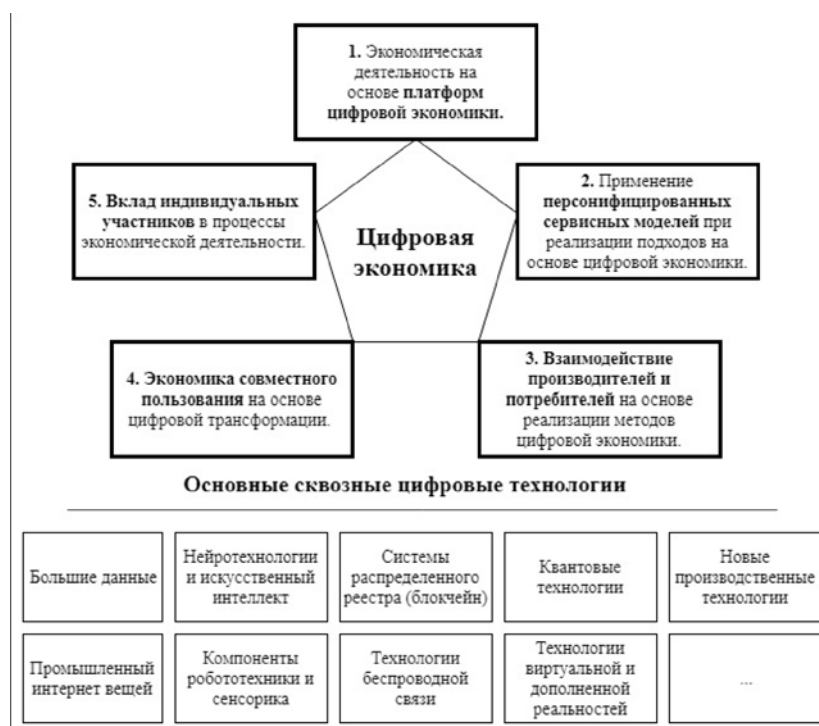 1. Экономическая
деятельность на
основе платформ
цифровой экономики.
5. Вклад индивидуальных
участников в процессы
экономической деятельности.
Цифровая
экономика
2. Применение
персонифицированных
сервисных моделей при
реализации подходов на
основе цифровой экономики.
4. Экономика совместного
пользования на основе
цифровой трансформации.
3. Взаимодействие
производителей и
потребителей на основе
реализации методов
цифровой экономики.
Основные сквозные цифровые технологии
Большие данные
Нейротехнологии
и искусственный
интеллект
Системы
распределенного
реестра (блокчейн)
Квантовые
технологии
Новые
производственные
технологии
Промышленный
интернет вещей
Компоненты
робототехники и
сенсорика
Технологии
беспроводной
связи
Технологии
виртуальной и
дополненной
реальностей
...